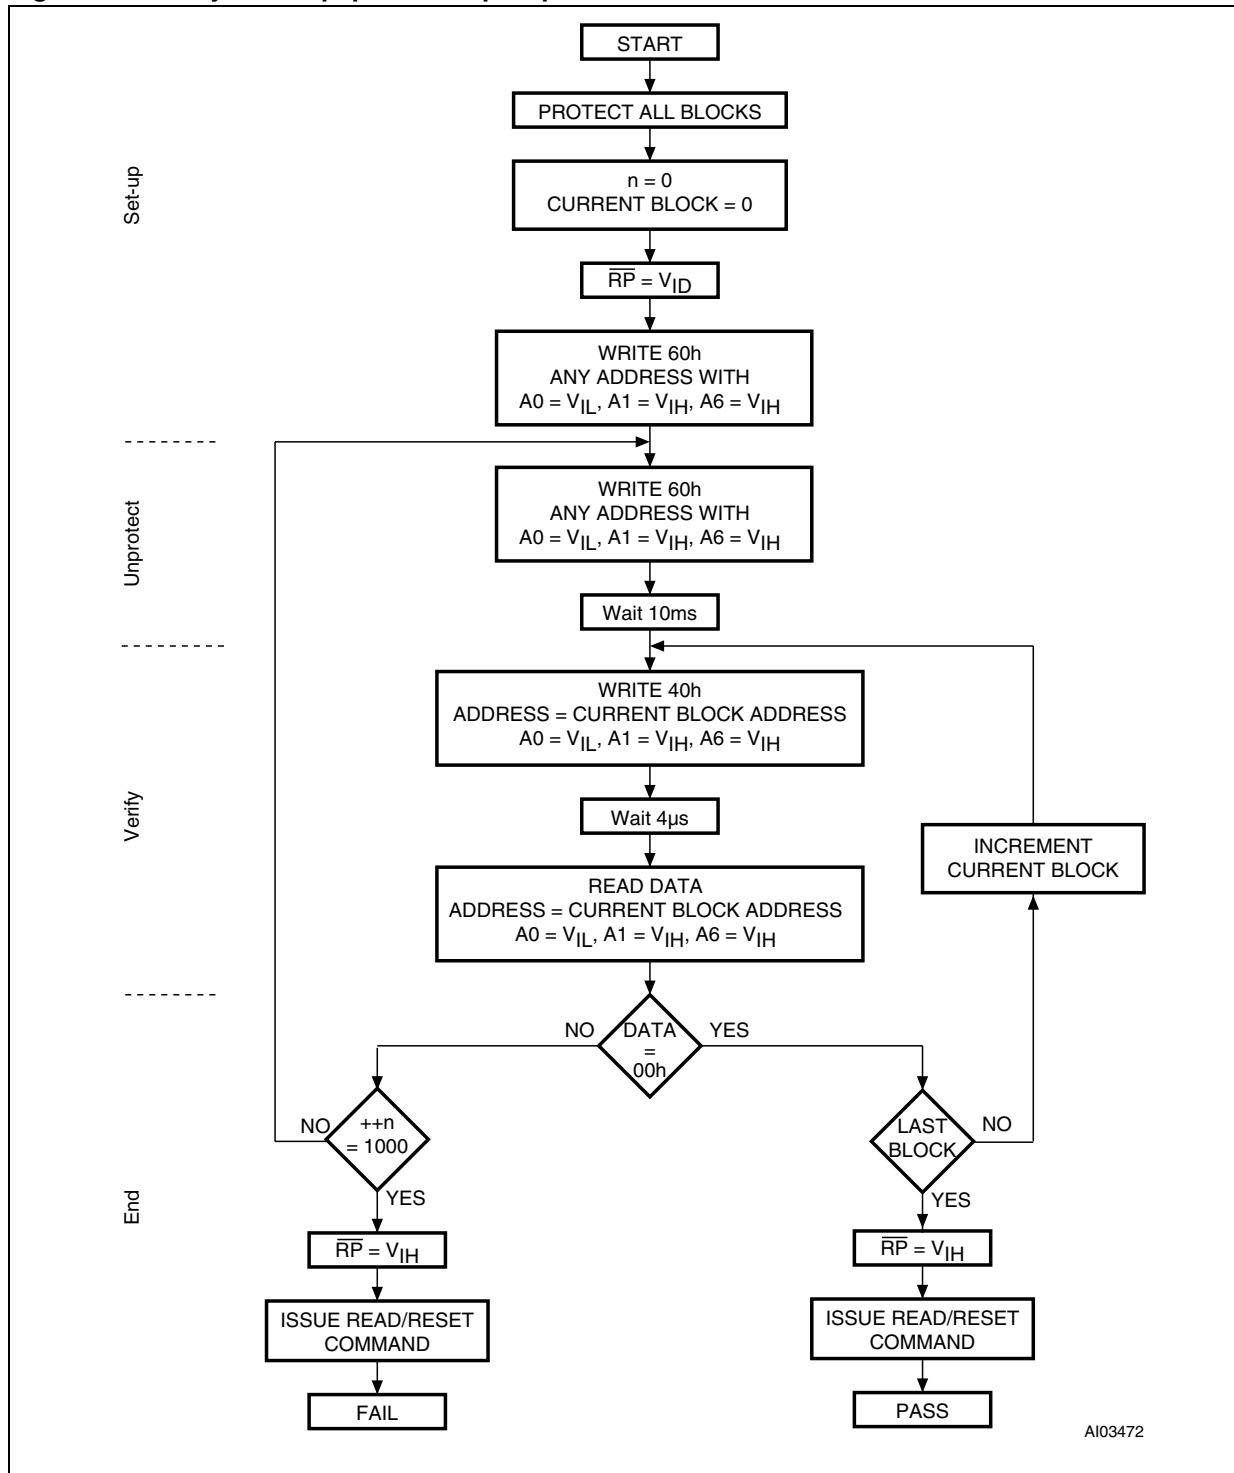 START
PROTECT ALL BLOCKS
Set-up
n = 0
CURRENT BLOCK = 0
RP = VID
WRITE 60h
ANY ADDRESS WITH
A0 = VIL, A1 = VIH, A6 = VIH
Unprotect
WRITE 60h
ANY ADDRESS WITH
A0 = VIL, A1 = VIH, A6 = VIH
Wait 10ms
Verify
WRITE 40h
ADDRESS = CURRENT BLOCK ADDRESS
A0 = VIL, A1 = VIH, A6 = VIH
Wait 4µs
INCREMENT
CURRENT BLOCK
READ DATA
ADDRESS = CURRENT BLOCK ADDRESS
A0 = VIL, A1 = VIH, A6 = VIH
End
NO
DATA
=
00h
YES
NO
++n
= 1000
YES
LAST
BLOCK
NO
YES
RP = VIH
RP = VIH
ISSUE READ/RESET
COMMAND
ISSUE READ/RESET
COMMAND
FAIL
PASS
AI03472